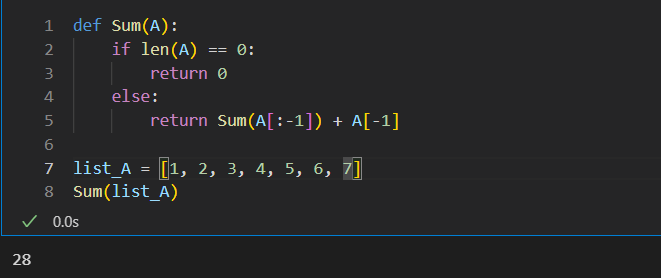 1 def Sum(A):
2     if len(A) == 0:
3         return 0
4     else:
5         return Sum(A[:-1]) + A[-1]
6
7 list_A = [1, 2, 3, 4, 5, 6, 7]
8 Sum(list_A)
✓ 0.0s
28